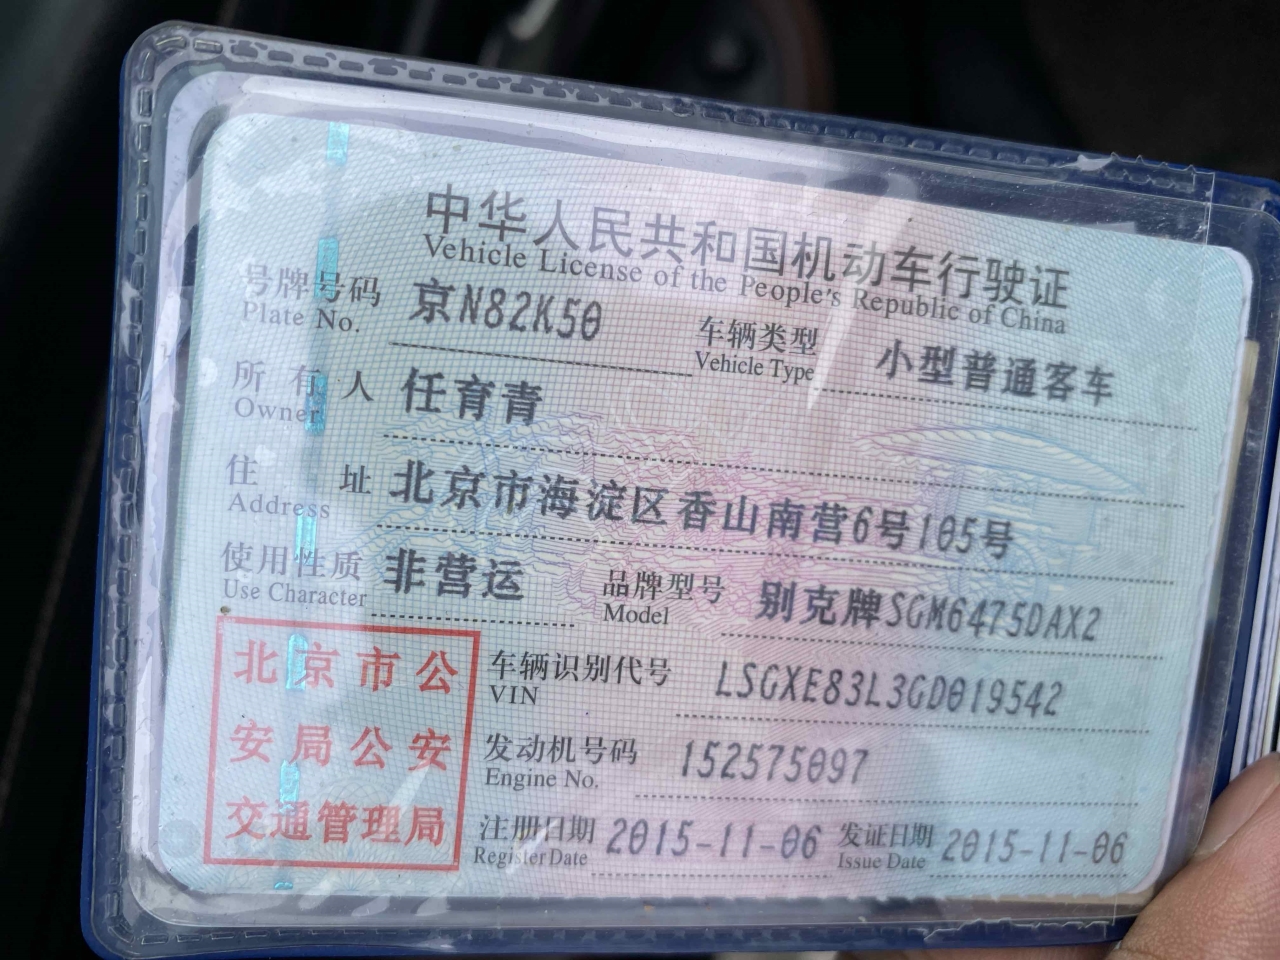 中华人民共和国机动车行驶证
Vehicle License of the People's Republic of China
号牌号码 京N82K50 车辆类型 小型普通客车
Plate No. Vehicle Type
所有人 任育青
Owner
住址 北京市海淀区香山南营6号105号
Address
使用性质 非营运 品牌型号 别克牌SGM6475DAX2
Use Character Model
北京市公安局公安交通管理局
车辆识别代号 LSGXE83L3GD019542
VIN
发动机号码 152575097
Engine No.
注册日期 2015-11-06 发证日期 2015-11-06
Register Date Issue Date